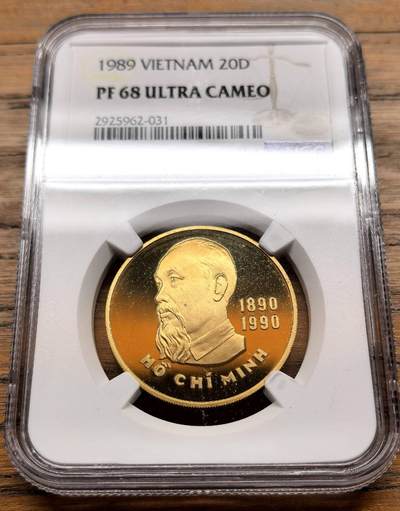 1989 VIETNAM 20D
PF 68 ULTRA CAMEO
2925962-031
1890
1990
HỒ CHÍ MINH